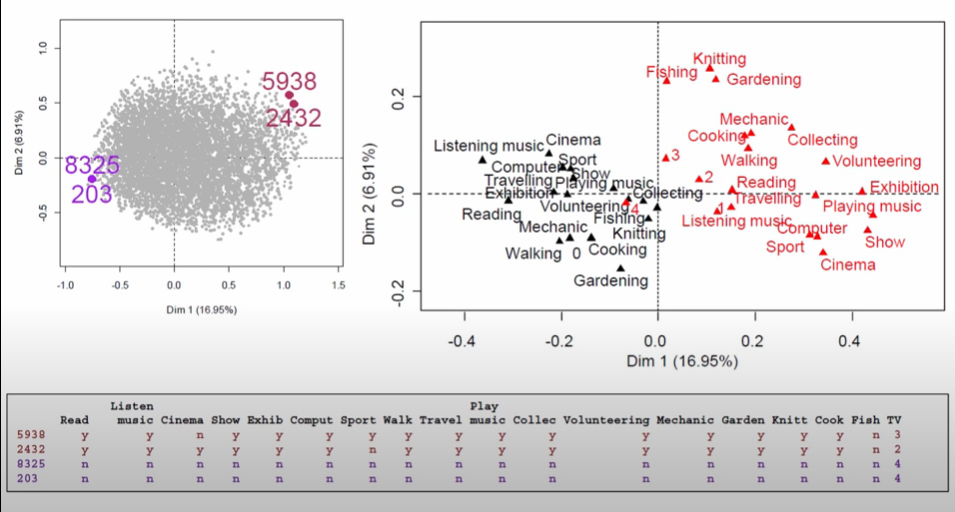 1.0
0.5
0.0
-0.5
Dim 2 (6.91%)
5938
2432
8325
203
-1.0 -0.5 0.0 0.5 1.0 1.5
Dim 1 (16.95%)
0.2
0.0
-0.2
Dim 2 (6.91%)
Knitting
Fishing
Gardening
Mechanic
Cooking
Collecting
3
Walking
Volunteering
2
Reading
Exhibition
Travelling
1
Playing music
Listening music
Computer
Sport
Show
Cinema
Listening music
Cinema
Sport
Computer
Show
Travelling
Playing music
Exhibition
Collecting
Volunteering
4
Reading
Fishing
Mechanic
Knitting
Walking
0
Cooking
Gardening
-0.4 -0.2 0.0 0.2 0.4
Dim 1 (16.95%)
Listen Play
Read music Cinema Show Exhib Comput Sport Walk Travel music Collec Volunteering Mechanic Garden Knitt Cook Fish TV
5938 y y n y y y y y y y y y y y y y n 3
2432 y y y y y y n y y y y y y y y y n 2
8325 n n n n n n n n n n n n n n n n n 4
203 n n n n n n n n n n n n n n n n n 4